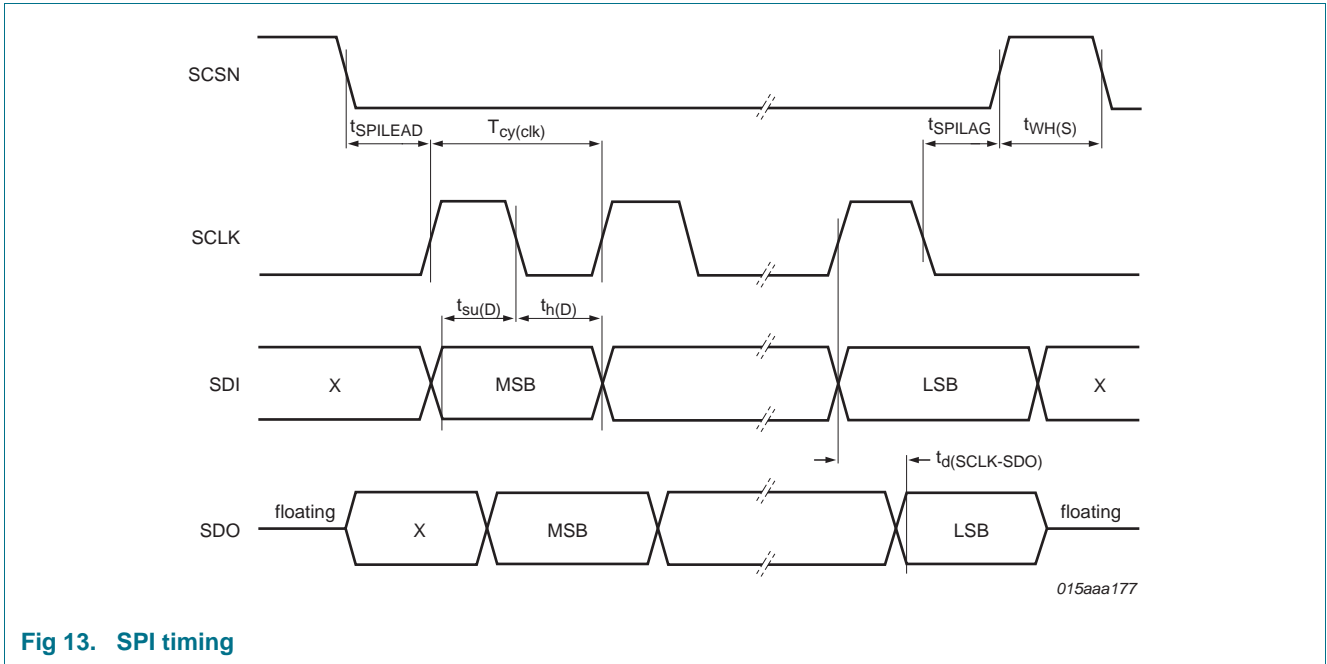 SCSN
tSPILEAD
Tcy(clk)
tSPILAG
tWH(S)
SCLK
tsu(D)
th(D)
SDI
X
MSB
LSB
X
td(SCLK-SDO)
SDO
floating
X
MSB
LSB
floating
015aaa177
Fig 13. SPI timing